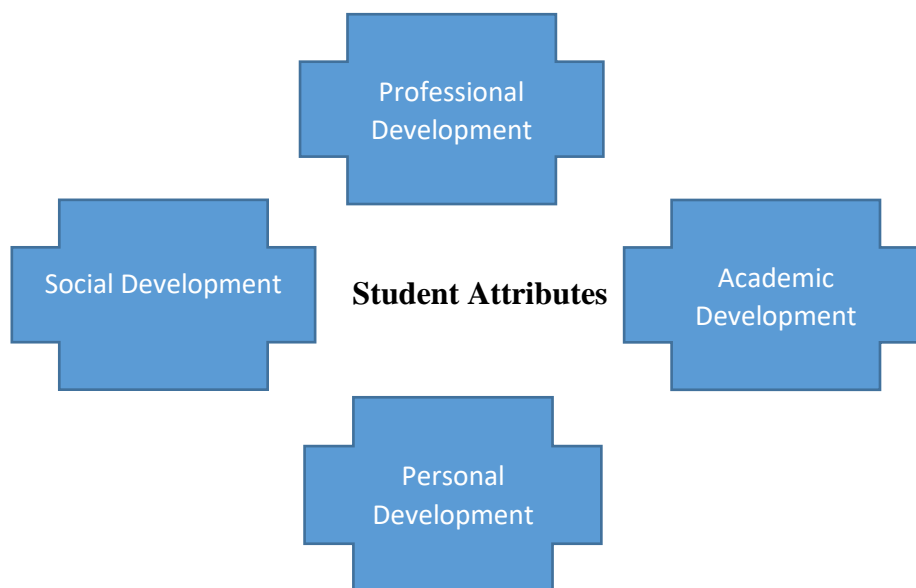 Professional
Development
Social Development
Student Attributes
Academic
Development
Personal
Development